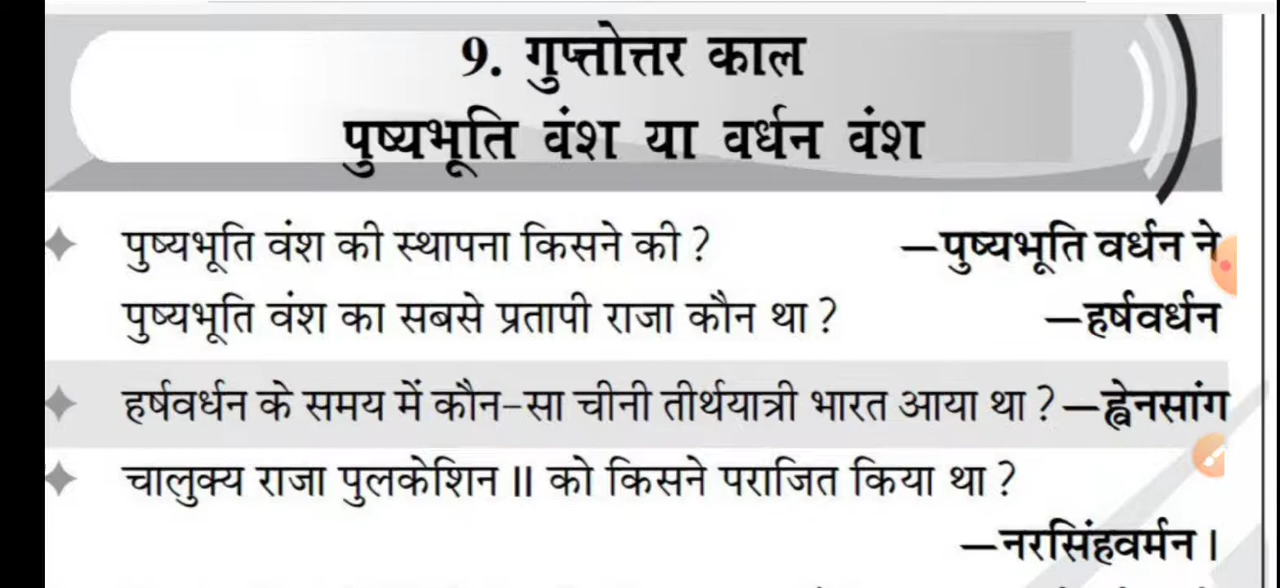 9. गुप्तोत्तर काल
पुष्यभूति वंश या वर्धन वंश
पुष्यभूति वंश की स्थापना किसने की ? —पुष्यभूति वर्धन ने
पुष्यभूति वंश का सबसे प्रतापी राजा कौन था ? —हर्षवर्धन
हर्षवर्धन के समय में कौन-सा चीनी तीर्थयात्री भारत आया था ? —ह्वेनसांग
चालुक्य राजा पुलकेशिन II को किसने पराजित किया था ?
—नरसिंहवर्मन I